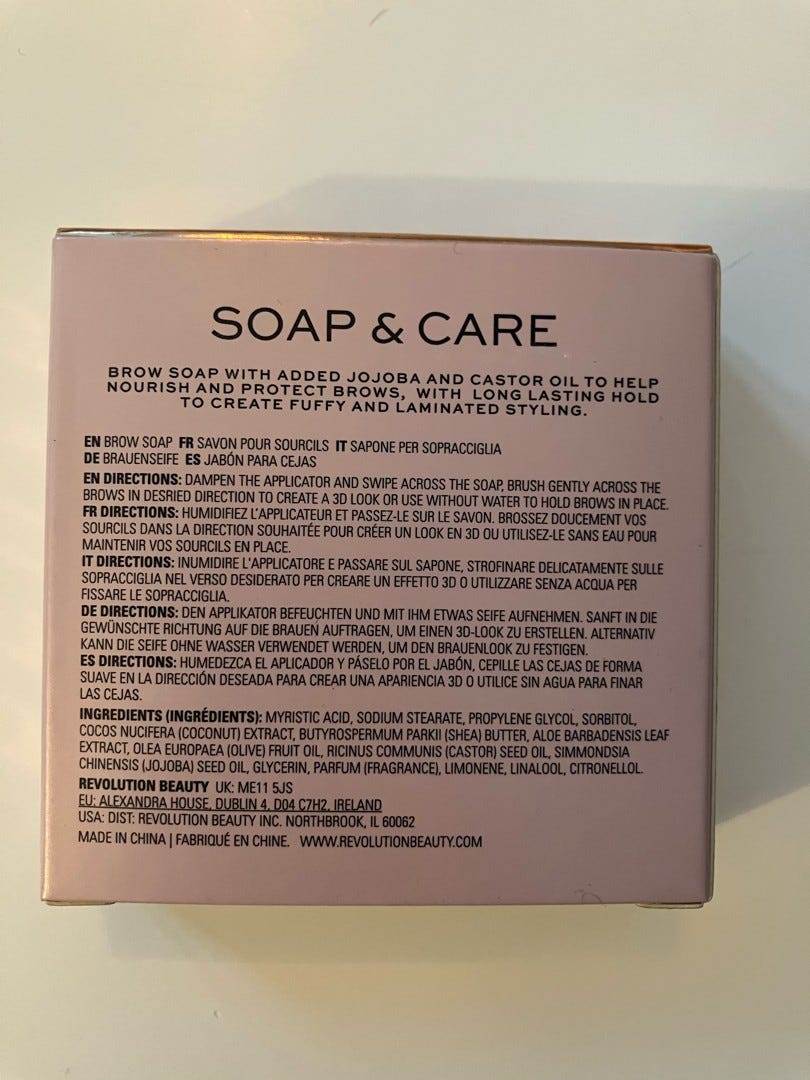 SOAP & CARE
BROW SOAP WITH ADDED JOJOBA AND CASTOR OIL TO HELP
NOURISH AND PROTECT BROWS, WITH LONG LASTING HOLD
TO CREATE FUFFY AND LAMINATED STYLING.
EN BROW SOAP FR SAVON POUR SOURCILS IT SAPONE PER SOPRACCIGLIA
DE BRAUENSEIFE ES JABÓN PARA CEJAS
EN DIRECTIONS: DAMPEN THE APPLICATOR AND SWIPE ACROSS THE SOAP, BRUSH GENTLY ACROSS THE
BROWS IN DESRIED DIRECTION TO CREATE A 3D LOOK OR USE WITHOUT WATER TO HOLD BROWS IN PLACE.
FR DIRECTIONS: HUMIDIFIEZ L'APPLICATEUR ET PASSEZ-LE SUR LE SAVON. BROSSEZ DOUCEMENT VOS
SOURCILS DANS LA DIRECTION SOUHAITÉE POUR CRÉER UN LOOK EN 3D OU UTILISEZ-LE SANS EAU POUR
MAINTENIR VOS SOURCILS EN PLACE.
IT DIRECTIONS: INUMIDIRE L'APPLICATORE E PASSARE SUL SAPONE, STROFINARE DELICATAMENTE SULLE
SOPRACCIGLIA NEL VERSO DESIDERATO PER CREARE UN EFFETTO 3D O UTILIZZARE SENZA ACQUA PER
FISSARE LE SOPRACCIGLIA.
DE DIRECTIONS: DEN APPLIKATOR BEFEUCHTEN UND MIT IHM ETWAS SEIFE AUFNEHMEN. SANFT IN DIE
GEWÜNSCHTE RICHTUNG AUF DIE BRAUEN AUFTRAGEN, UM EINEN 3D-LOOK ZU ERSTELLEN. ALTERNATIV
KANN DIE SEIFE OHNE WASSER VERWENDET WERDEN, UM DEN BRAUENLOOK ZU FESTIGEN.
ES DIRECTIONS: HUMEDEZCA EL APLICADOR Y PÁSELO POR EL JABÓN, CEPILLE LAS CEJAS DE FORMA
SUAVE EN LA DIRECCIÓN DESEADA PARA CREAR UNA APARIENCIA 3D O UTILICE SIN AGUA PARA FINAR
LAS CEJAS.
INGREDIENTS (INGRÉDIENTS): MYRISTIC ACID, SODIUM STEARATE, PROPYLENE GLYCOL, SORBITOL,
COCOS NUCIFERA (COCONUT) EXTRACT, BUTYROSPERMUM PARKII (SHEA) BUTTER, ALOE BARBADENSIS LEAF
EXTRACT, OLEA EUROPAEA (OLIVE) FRUIT OIL, RICINUS COMMUNIS (CASTOR) SEED OIL, SIMMONDSIA
CHINENSIS (JOJOBA) SEED OIL, GLYCERIN, PARFUM (FRAGRANCE), LIMONENE, LINALOOL, CITRONELLOL.
REVOLUTION BEAUTY UK: ME11 5JS
EU: ALEXANDRA HOUSE, DUBLIN 4, D04 C7H2, IRELAND
USA: DIST: REVOLUTION BEAUTY INC. NORTHBROOK, IL 60062
MADE IN CHINA | FABRIQUÉ EN CHINE. WWW.REVOLUTIONBEAUTY.COM